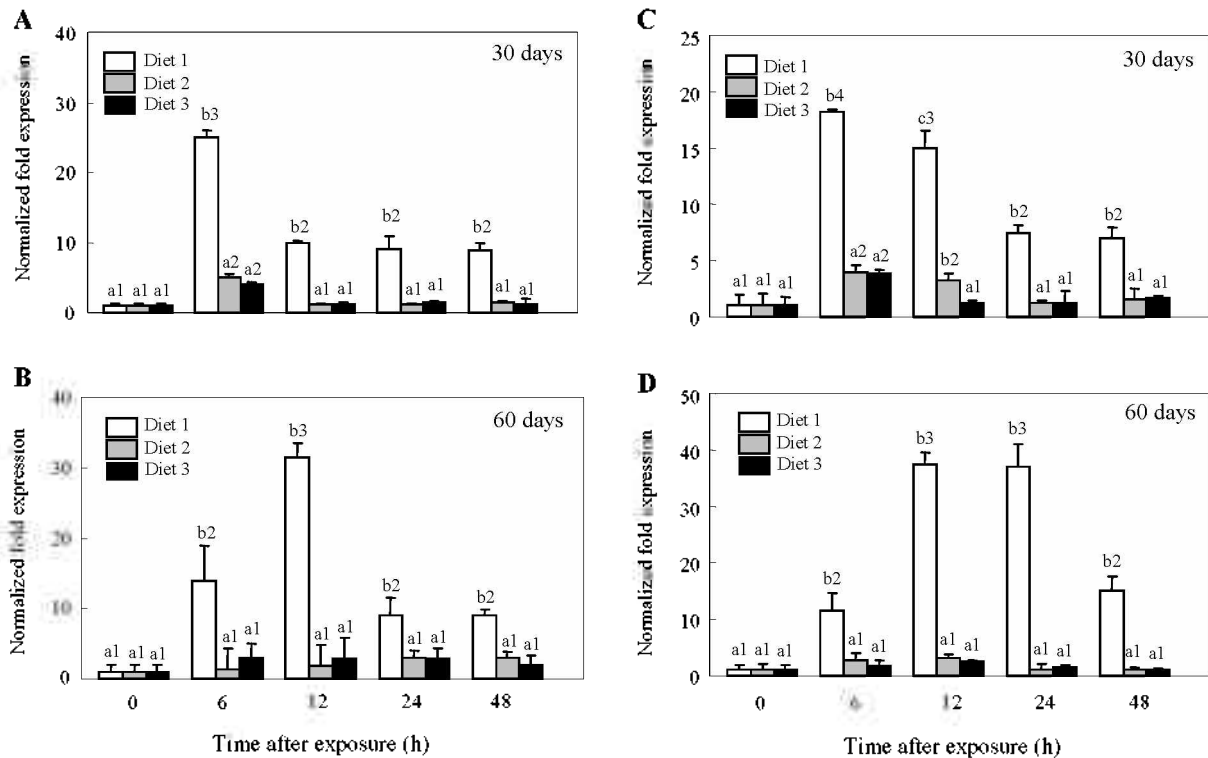 A
Normalized fold expression
40
30
20
10
0
Diet 1
Diet 2
Diet 3
30 days
a1 a1 a1
b3
a2 a2
b2
a1 a1
b2
a1 a1
b2
a1 a1
B
Normalized fold expression
40
30
20
10
0
Diet 1
Diet 2
Diet 3
60 days
a1 a1 a1
b2
a1 a1
b3
a1 a1
b2
a1 a1
b2
a1 a1
0 6 12 24 48
Time after exposure (h)
C
Normalized fold expression
25
20
15
10
5
0
Diet 1
Diet 2
Diet 3
30 days
a1 a1 a1
b4
a2 a2
c3
b2 a1
b2
a1 a1
b2
a1 a1
D
Normalized fold expression
50
40
30
20
10
0
Diet 1
Diet 2
Diet 3
60 days
a1 a1 a1
b2
a1 a1
b3
a1 a1
b3
a1 a1
b2
a1 a1
0 6 12 24 48
Time after exposure (h)